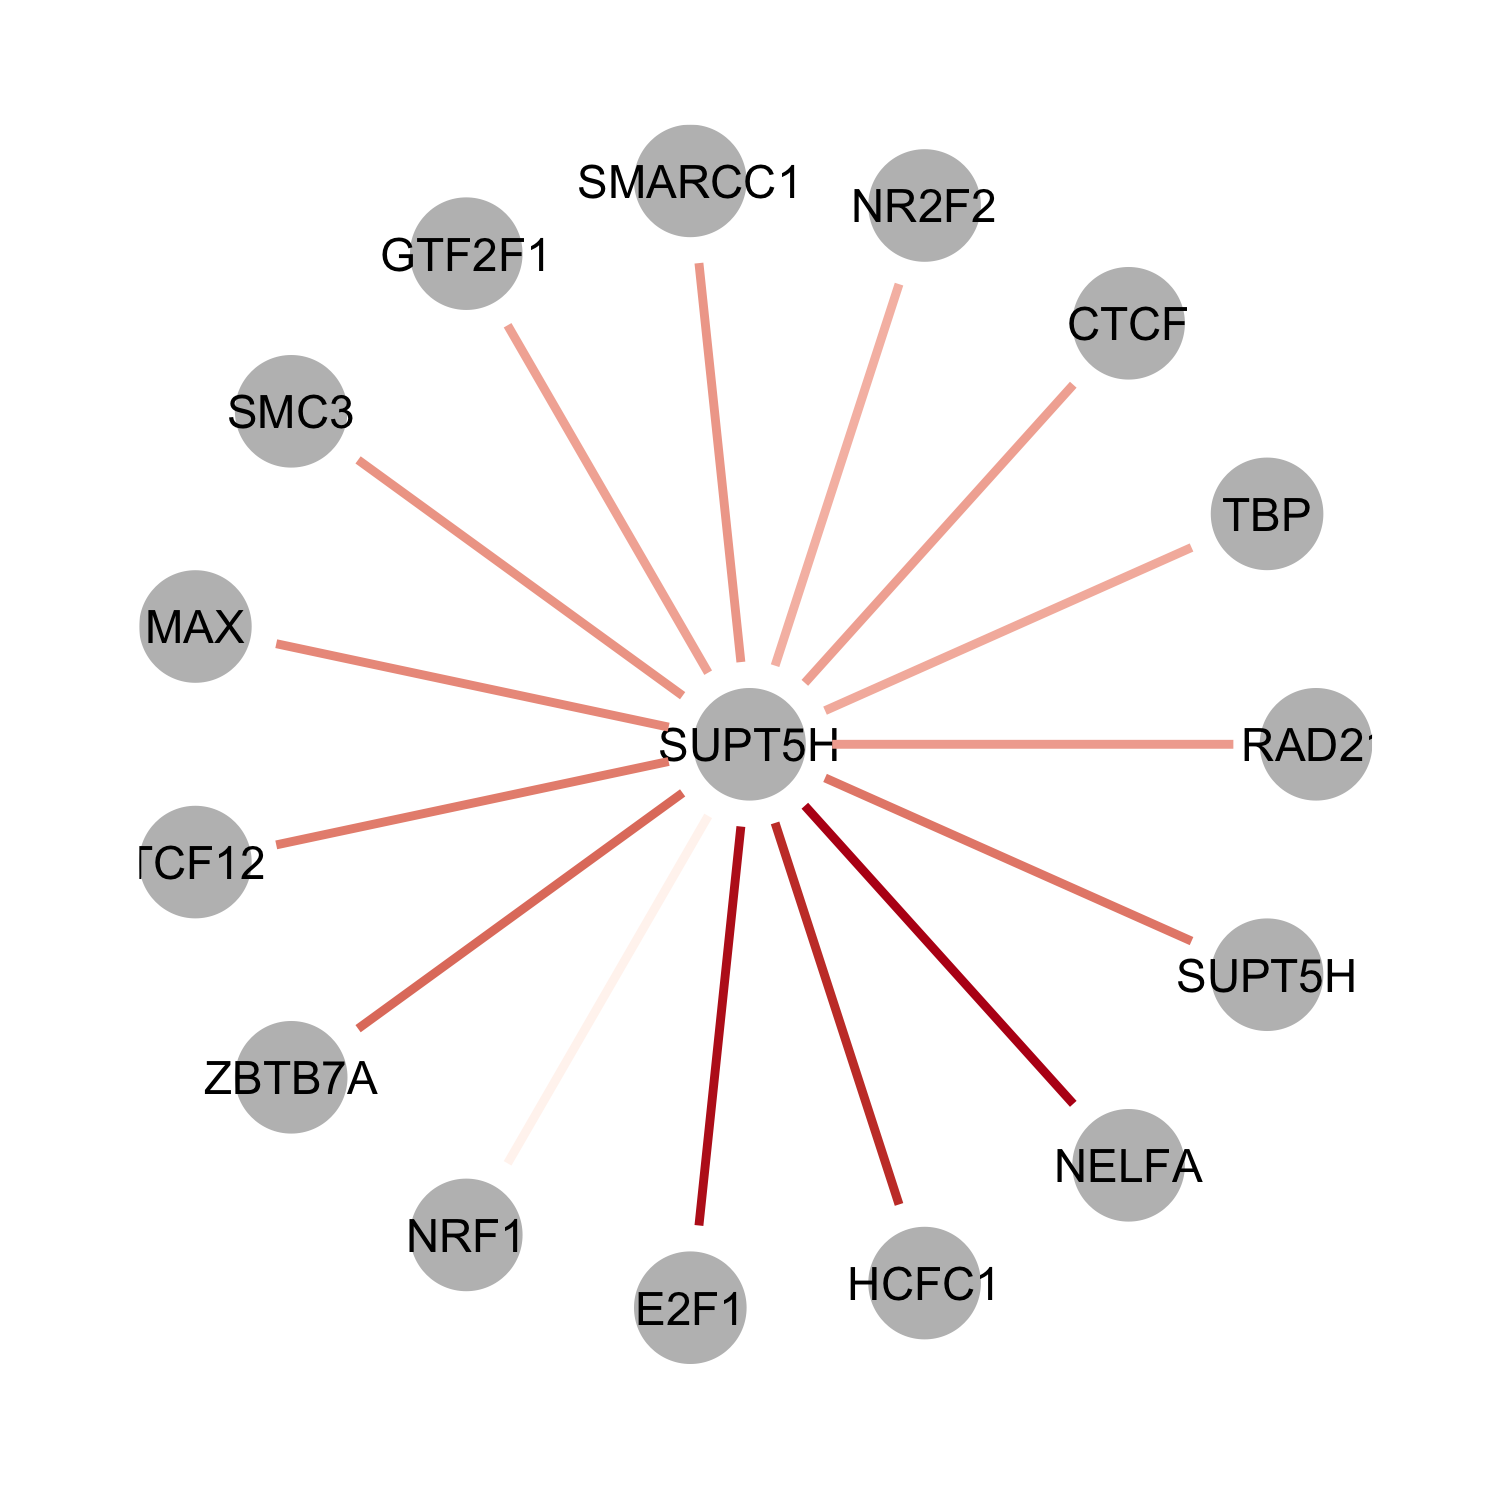 SMARCC1
NR2F2
GTF2F1
CTCF
SMC3
TBP
MAX
SUPT5H
RAD21
TCF12
SUPT5H
ZBTB7A
NELFA
NRF1
HCFC1
E2F1